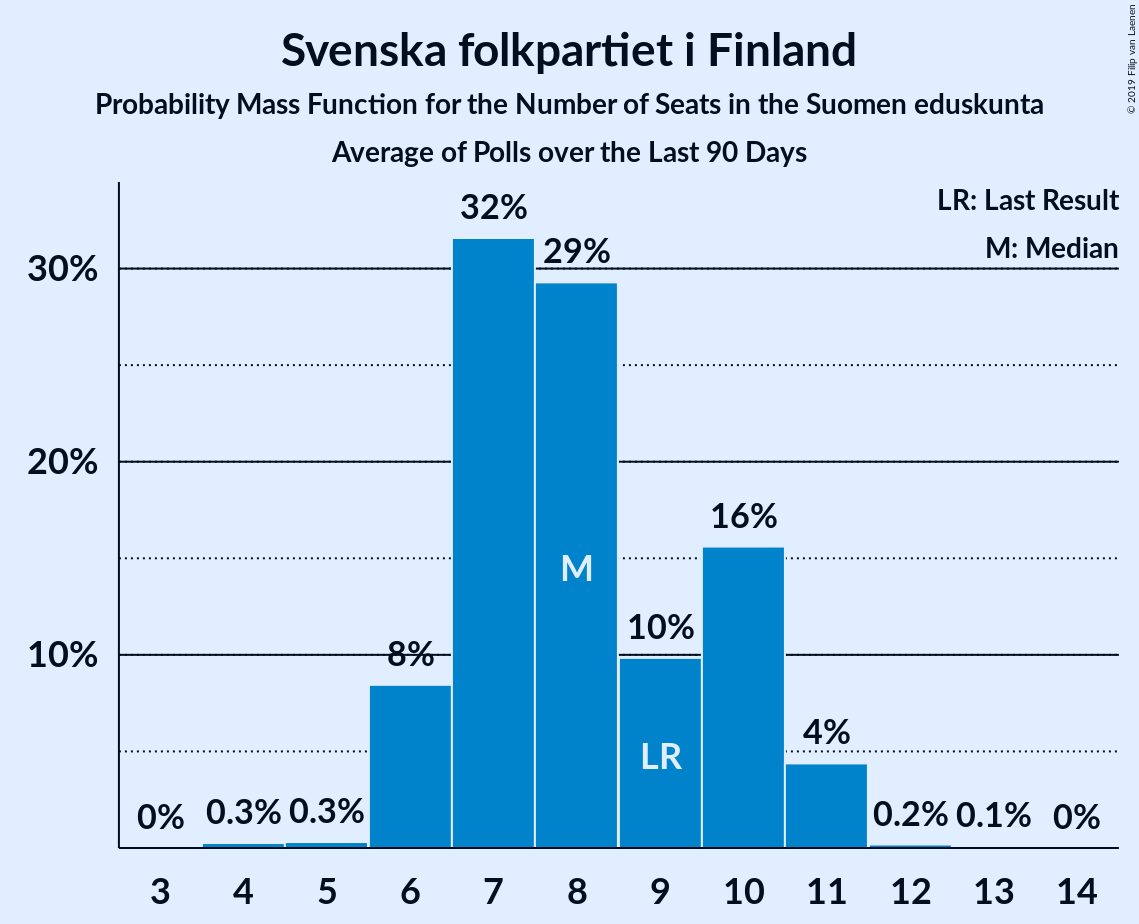 Svenska folkpartiet i Finland
Probability Mass Function for the Number of Seats in the Suomen eduskunta
Average of Polls over the Last 90 Days
© 2019 Filip van Laenen
LR: Last Result
M: Median
30%
20%
10%
0%
0.3%
0.3%
8%
32%
29%
M
10%
LR
16%
4%
0.2%
0.1%
0%
3 4 5 6 7 8 9 10 11 12 13 14